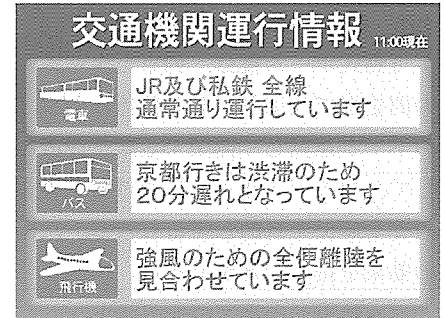 交通機関運行情報 11:00現在
電車
JR及び私鉄 全線
通常通り運行しています
バス
京都行きは渋滞のため
20分遅れとなっています
飛行機
強風のための全便離陸を
見合わせています